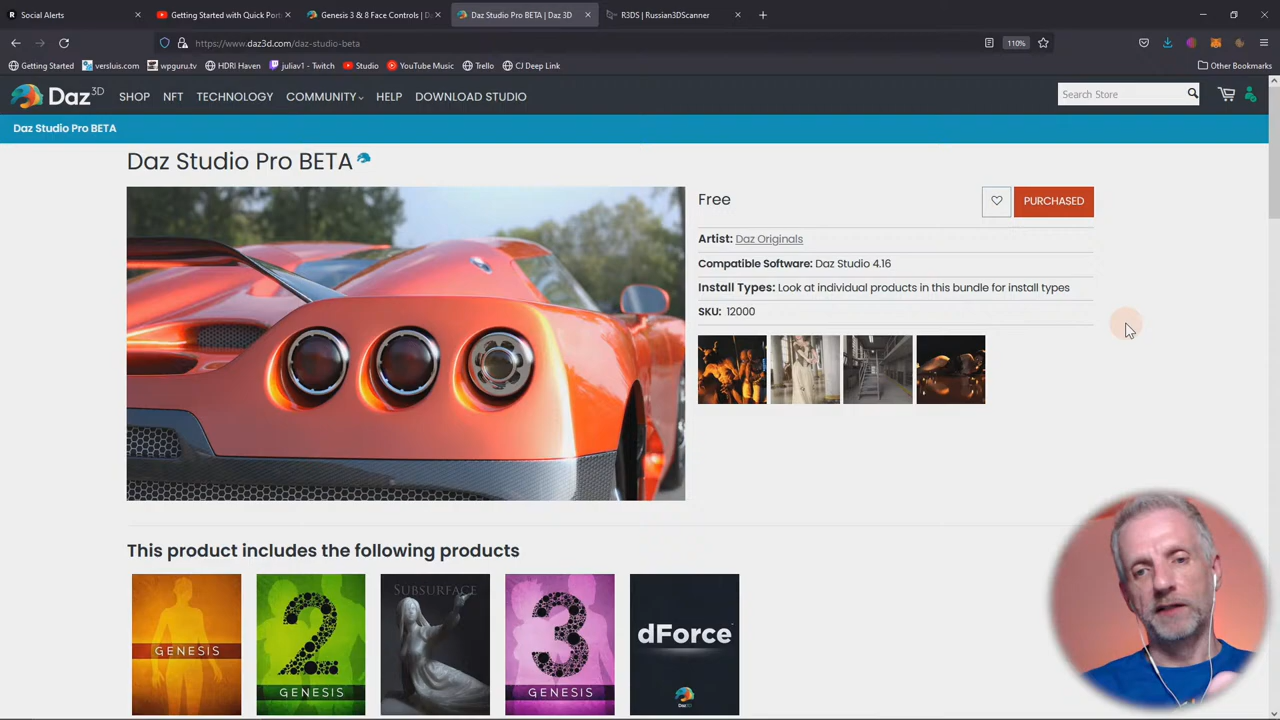 Social Alerts
Getting Started with Quick Port
Genesis 3 & 8 Face Controls | Da
Daz Studio Pro BETA | Daz 3D
R3DS | Russian3DScanner
https://www.daz3d.com/daz-studio-beta
110%
Getting Started
versluis.com
wpguru.tv
HDRI Haven
juliav1 - Twitch
Studio
YouTube Music
Trello
CJ Deep Link
Other Bookmarks
Daz 3D
SHOP
NFT
TECHNOLOGY
COMMUNITY
HELP
DOWNLOAD STUDIO
Search Store
Daz Studio Pro BETA
Daz Studio Pro BETA
Free
PURCHASED
Artist: Daz Originals
Compatible Software: Daz Studio 4.16
Install Types: Look at individual products in this bundle for install types
SKU: 12000
This product includes the following products
GENESIS
2
GENESIS
SUBSURFACE
3
GENESIS
dForce